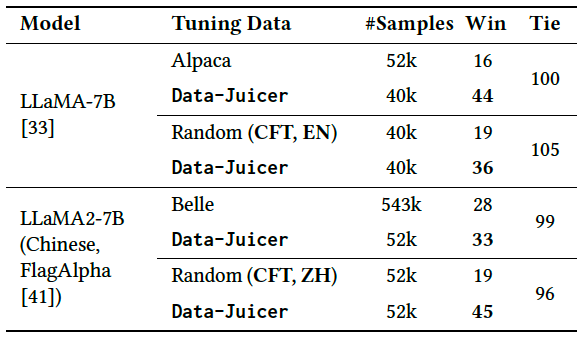 Model Tuning Data #Samples Win Tie
LLaMA-7B
[33]
Alpaca 52k 16
Data-Juicer 40k 44
100
Random (CFT, EN) 40k 19
Data-Juicer 40k 36
105
LLaMA2-7B
(Chinese,
FlagAlpha
[41])
Belle 543k 28
Data-Juicer 52k 33
99
Random (CFT, ZH) 52k 19
Data-Juicer 52k 45
96